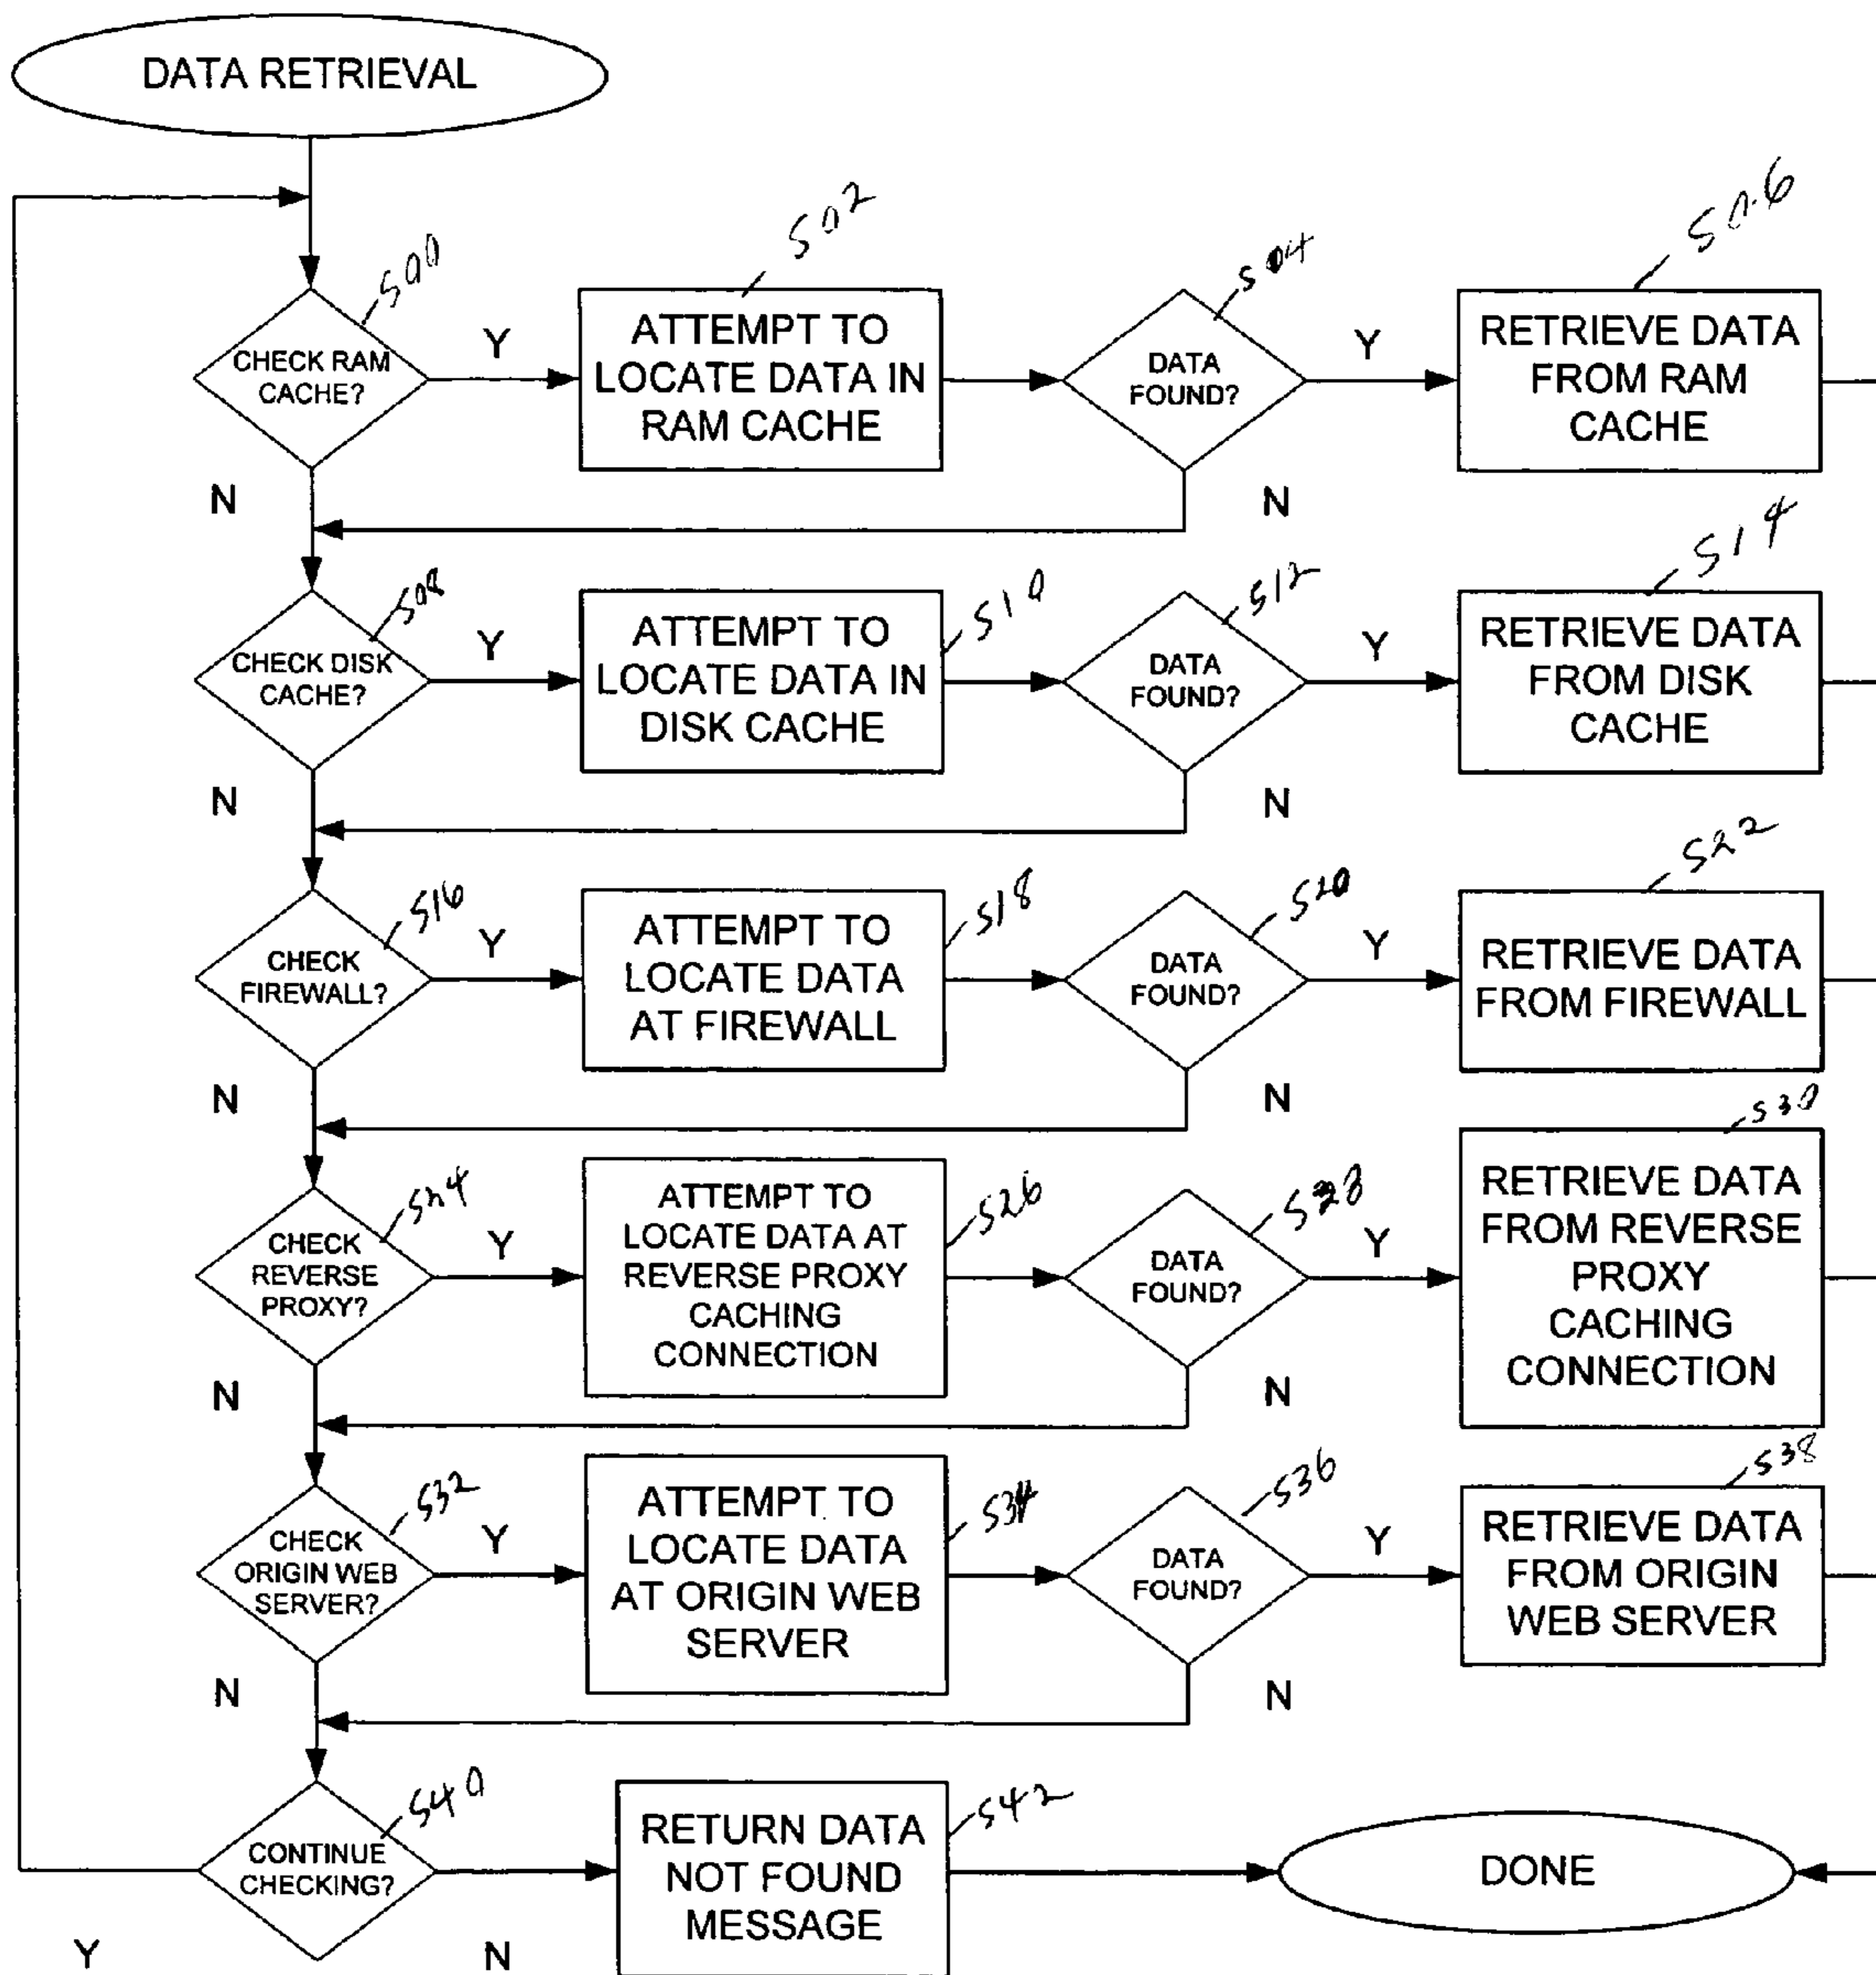 DATA RETRIEVAL
500
502
504
506
CHECK RAM
CACHE?
Y
ATTEMPT TO
LOCATE DATA IN
RAM CACHE
DATA
FOUND?
Y
RETRIEVE DATA
FROM RAM
CACHE
N
N
508
510
512
514
CHECK DISK
CACHE?
Y
ATTEMPT TO
LOCATE DATA IN
DISK CACHE
DATA
FOUND?
Y
RETRIEVE DATA
FROM DISK
CACHE
N
N
516
518
520
522
CHECK
FIREWALL?
Y
ATTEMPT TO
LOCATE DATA
AT FIREWALL
DATA
FOUND?
Y
RETRIEVE DATA
FROM FIREWALL
N
N
524
526
528
530
CHECK
REVERSE
PROXY?
Y
ATTEMPT TO
LOCATE DATA AT
REVERSE PROXY
CACHING
CONNECTION
DATA
FOUND?
Y
RETRIEVE DATA
FROM REVERSE
PROXY
CACHING
CONNECTION
N
N
532
534
536
538
CHECK
ORIGIN WEB
SERVER?
Y
ATTEMPT TO
LOCATE DATA
AT ORIGIN WEB
SERVER
DATA
FOUND?
Y
RETRIEVE DATA
FROM ORIGIN
WEB SERVER
N
N
540
542
CONTINUE
CHECKING?
RETURN DATA
NOT FOUND
MESSAGE
DONE
Y
N